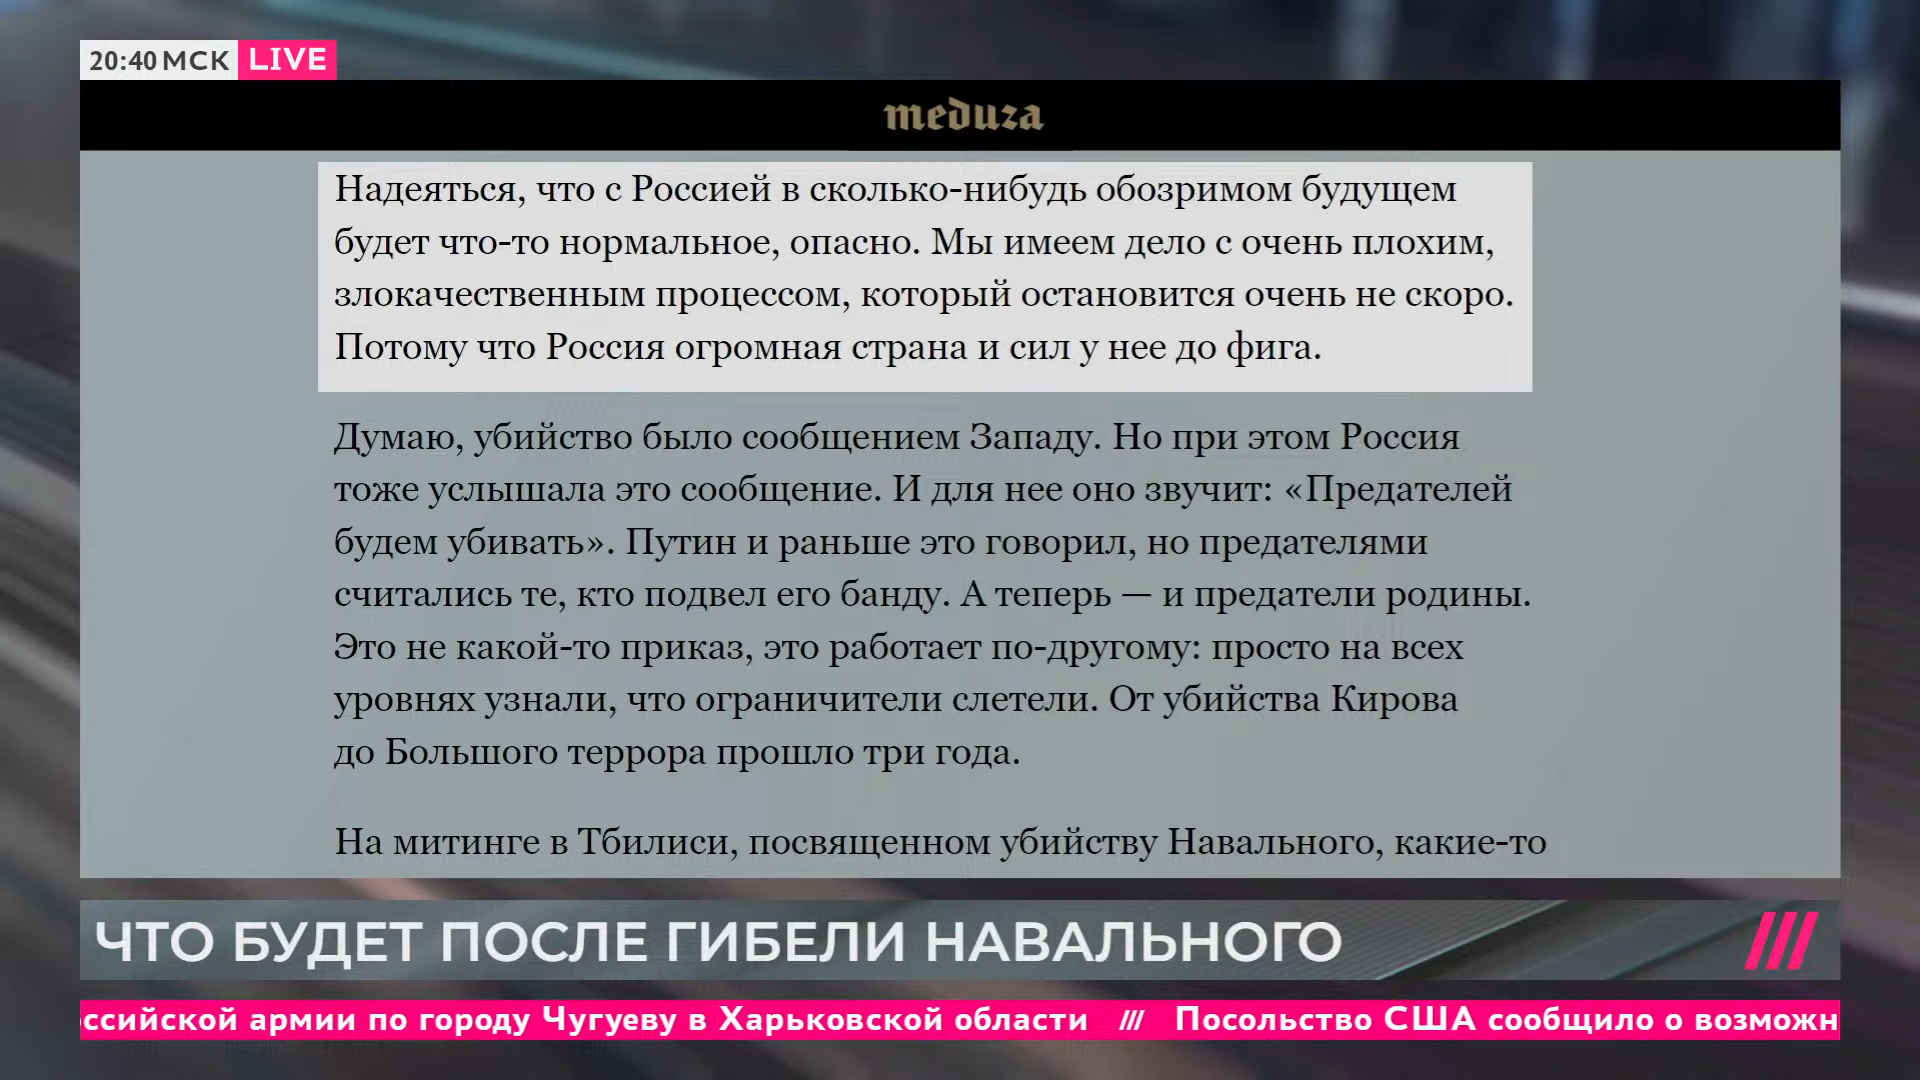 20:40 МСК LIVE
meduza
Надеяться, что с Россией в сколько-нибудь обозримом будущем
будет что-то нормальное, опасно. Мы имеем дело с очень плохим,
злокачественным процессом, который остановится очень не скоро.
Потому что Россия огромная страна и сил у нее до фига.
Думаю, убийство было сообщением Западу. Но при этом Россия
тоже услышала это сообщение. И для нее оно звучит: «Предателей
будем убивать». Путин и раньше это говорил, но предателями
считались те, кто подвел его банду. А теперь — и предатели родины.
Это не какой-то приказ, это работает по-другому: просто на всех
уровнях узнали, что ограничители слетели. От убийства Кирова
до Большого террора прошло три года.
На митинге в Тбилиси, посвященном убийству Навального, какие-то
ЧТО БУДЕТ ПОСЛЕ ГИБЕЛИ НАВАЛЬНОГО
ссийской армии по городу Чугуеву в Харьковской области /// Посольство США сообщило о возможн